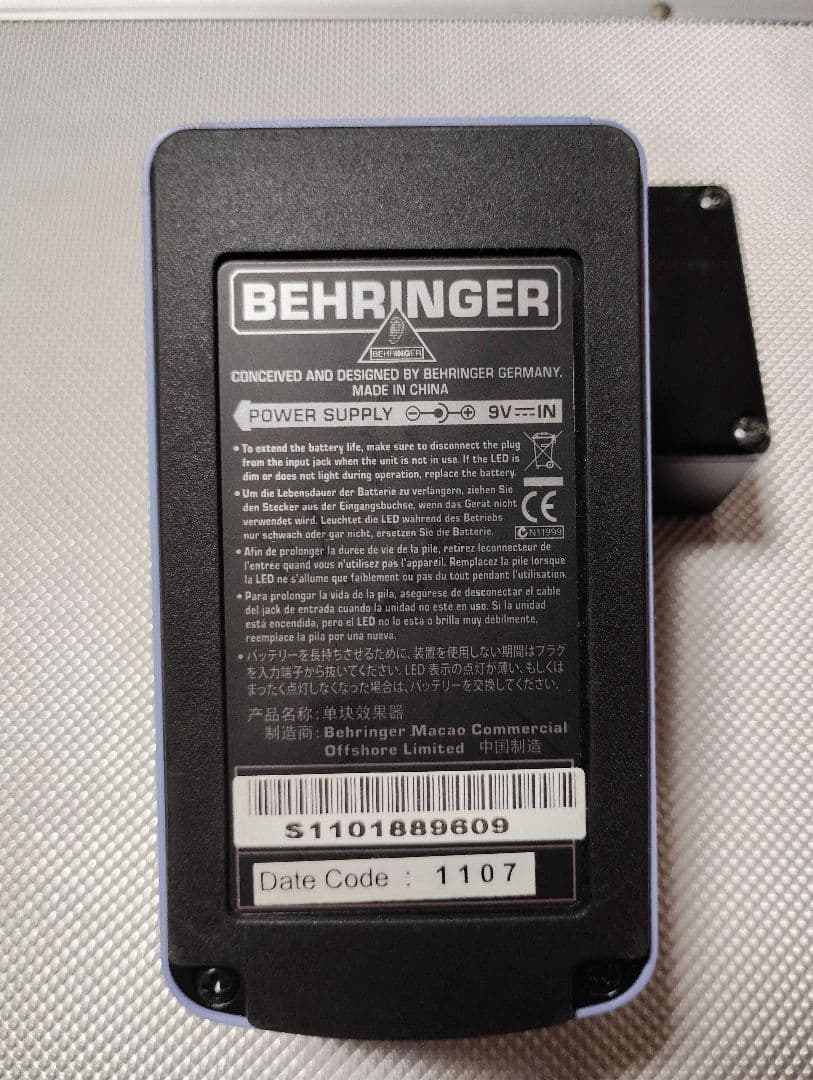 BEHRINGER
BEHRINGER
CONCEIVED AND DESIGNED BY BEHRINGER GERMANY.
MADE IN CHINA
POWER SUPPLY 9V IN
• To extend the battery life, make sure to disconnect the plug
from the input jack when the unit is not in use. If the LED is
dim or does not light during operation, replace the battery.
• Um die Lebensdauer der Batterie zu verlängern, ziehen Sie
den Stecker aus der Eingangsbuchse, wenn das Gerät nicht
verwendet wird. Leuchtet die LED während des Betriebs
nur schwach oder gar nicht, ersetzen Sie die Batterie.
CE
N11999
• Afin de prolonger la durée de vie de la pile, retirez leconnecteur de
l'entrée quand vous n'utilisez pas l'appareil. Remplacez la pile lorsque
la LED ne s'allume que faiblement ou pas du tout pendant l'utilisation.
• Para prolongar la vida de la pila, asegúrese de desconectar el cable
del jack de entrada cuando la unidad no esté en uso. Si la unidad
está encendida, pero el LED no lo está o brilla muy débilmente,
reemplace la pila por una nueva.
• バッテリーを長持ちさせるために、装置を使用しない期間はプラグ
を入力端子から抜いてください. LED 表示の点灯が薄い、もしくは
まったく点灯しなくなった場合は、バッテリーを交換してください.
产品名称: 单块效果器
制造商: Behringer Macao Commercial
Offshore Limited 中国制造
S1101889609
Date Code : 1107